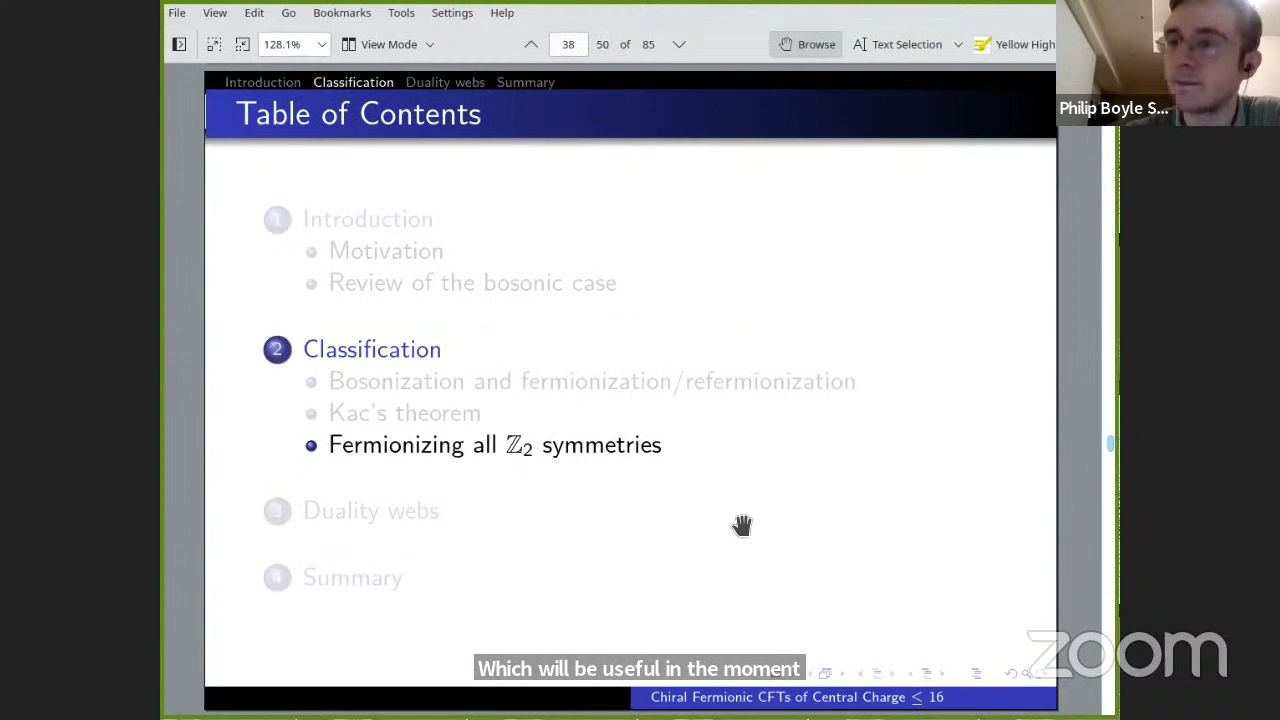 File View Edit Go Bookmarks Tools Settings Help
128.1% View Mode 38 50 of 85 Browse Text Selection Yellow High
Introduction Classification Duality webs Summary
Table of Contents
Philip Boyle S...
1 Introduction
Motivation
Review of the bosonic case
2 Classification
Bosonization and fermionization/refermionization
Kac's theorem
Fermionizing all ℤ₂ symmetries
3 Duality webs
4 Summary
Which will be useful in the moment
zoom
Chiral Fermionic CFTs of Central Charge ≤ 16